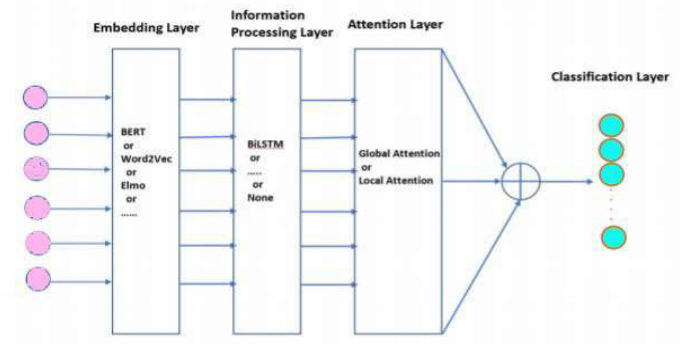 Embedding Layer
Information
Processing Layer
Attention Layer
Classification Layer
BERT
or
Word2Vec
or
Elmo
or
......
BiLSTM
or
.....
or
None
Global Attention
or
Local Attention